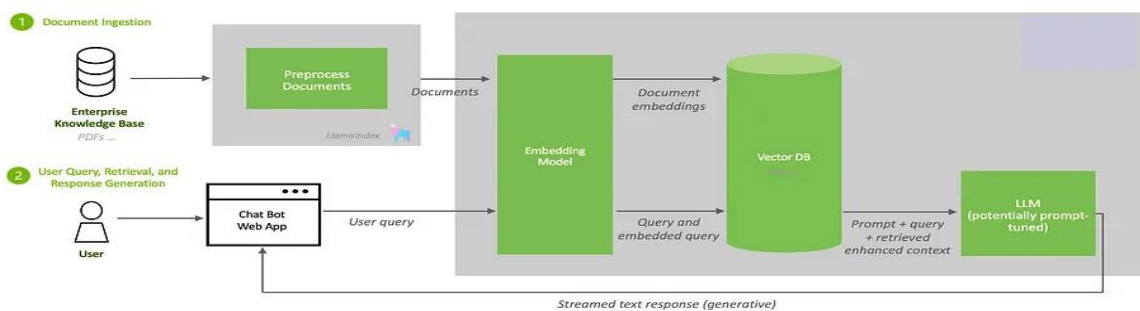 1 Document Ingestion
Preprocess
Documents
Documents
Document
embeddings
Enterprise
Knowledge Base
PDFs ...
LlamaIndex
Embedding
Model
Vector DB
2 User Query, Retrieval, and
Response Generation
Chat Bot
Web App
User
User query
Query and
embedded query
Prompt + query
+ retrieved
enhanced context
LLM
(potentially prompt-
tuned)
Streamed text response (generative)